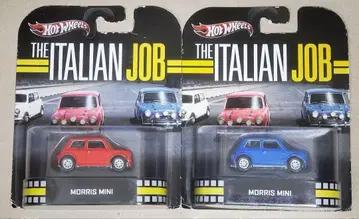 Hot Wheels
THE ITALIAN JOB
MORRIS MINI
Hot Wheels
THE ITALIAN JOB
MORRIS MINI